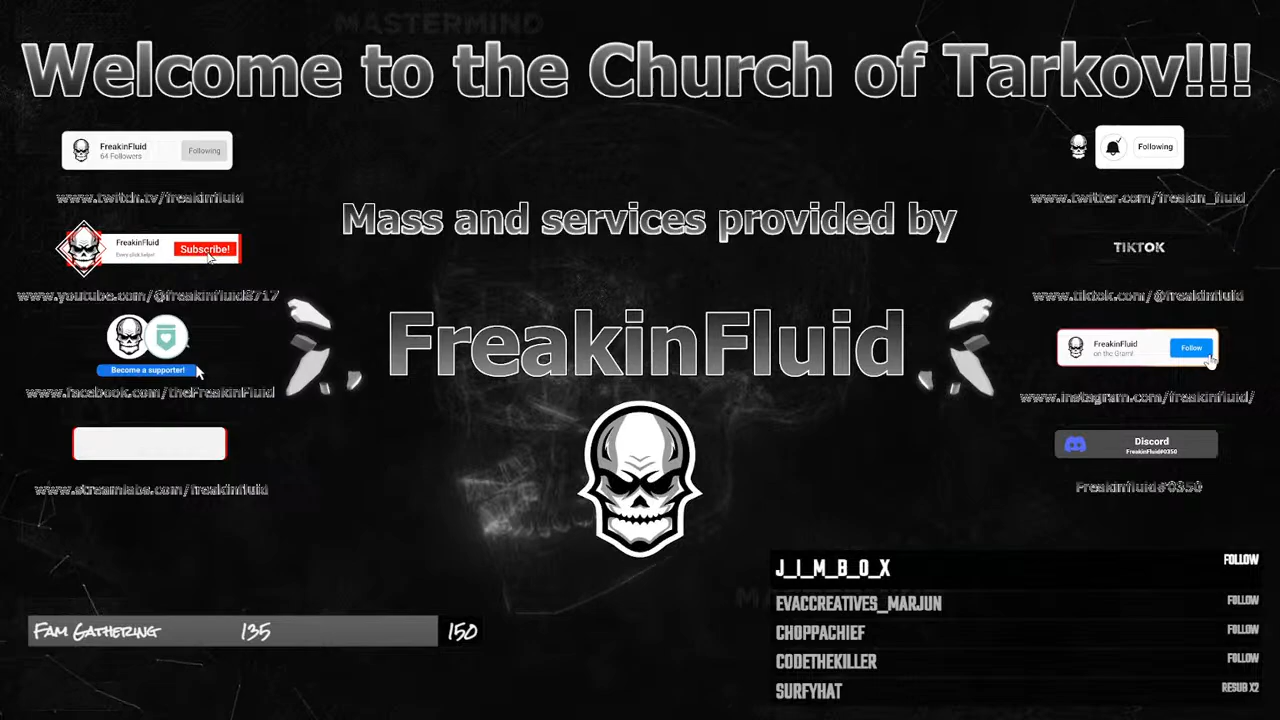 MASTERMIND
Welcome to the Church of Tarkov!!!
FreakinFluid
64 Followers
Following
www.twitch.tv/freakinfluid
FreakinFluid
Subscribe!
www.youtube.com/@freakinfluid8717
Become a supporter!
www.facebook.com/theFreakinFluid
www.streamlabs.com/freakinfluid
Mass and services provided by
FreakinFluid
Following
www.twitter.com/freakin_fluid
TIKTOK
www.tiktok.com/@freakinfluid
FreakinFluid
on the Gram!
Follow
www.instagram.com/freakinfluid/
Discord
FreakinFluid#0350
Freakinfluid#0350
Fam Gathering 135 150
J_I_M_B_O_X FOLLOW
EVACCREATIVES_MARJUN FOLLOW
CHOPPACHIEF FOLLOW
CODETHEKILLER FOLLOW
SURFYHAT RESUB X2